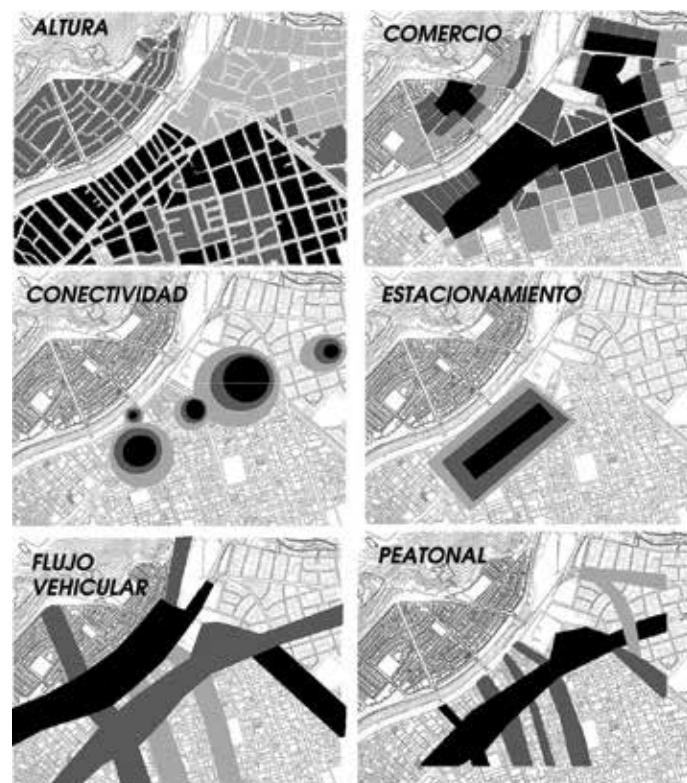 ALTURA
COMERCIO
CONECTIVIDAD
ESTACIONAMIENTO
FLUJO
VEHICULAR
PEATONAL